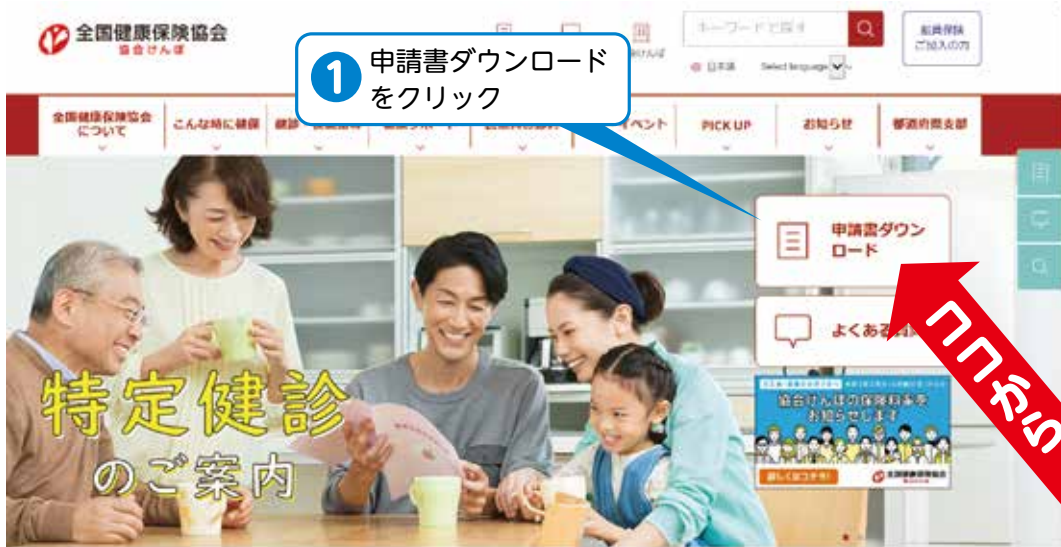 全国健康保険協会
協会けんぽ
キーワードで探す
船員保険
ご加入の方
日本語
Select language
1
申請書ダウンロード
をクリック
全国健康保険協会
について
こんな時に健保
イベント
PICK UP
お知らせ
都道府県支部
申請書ダウン
ロード
よくある
ココから
特定健診
のご案内
協会けんぽの保険料率を
お知らせします
詳しくはコチラ!
全国健康保険協会